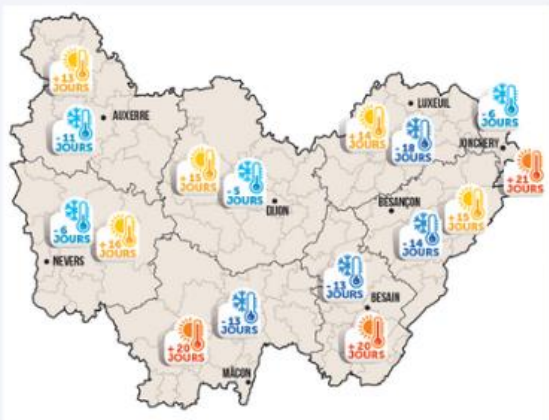 +13
JOURS
-11
JOURS
AUXERRE
LUXEUIL
-6
JOURS
+14
JOURS
-18
JOURS
JONCHERY
+21
JOURS
+15
JOURS
-5
JOURS
DIJON
BESANÇON
+15
JOURS
-14
JOURS
-6
JOURS
+16
JOURS
NEVERS
-13
JOURS
BESAIN
-13
JOURS
+20
JOURS
+20
JOURS
MÂCON